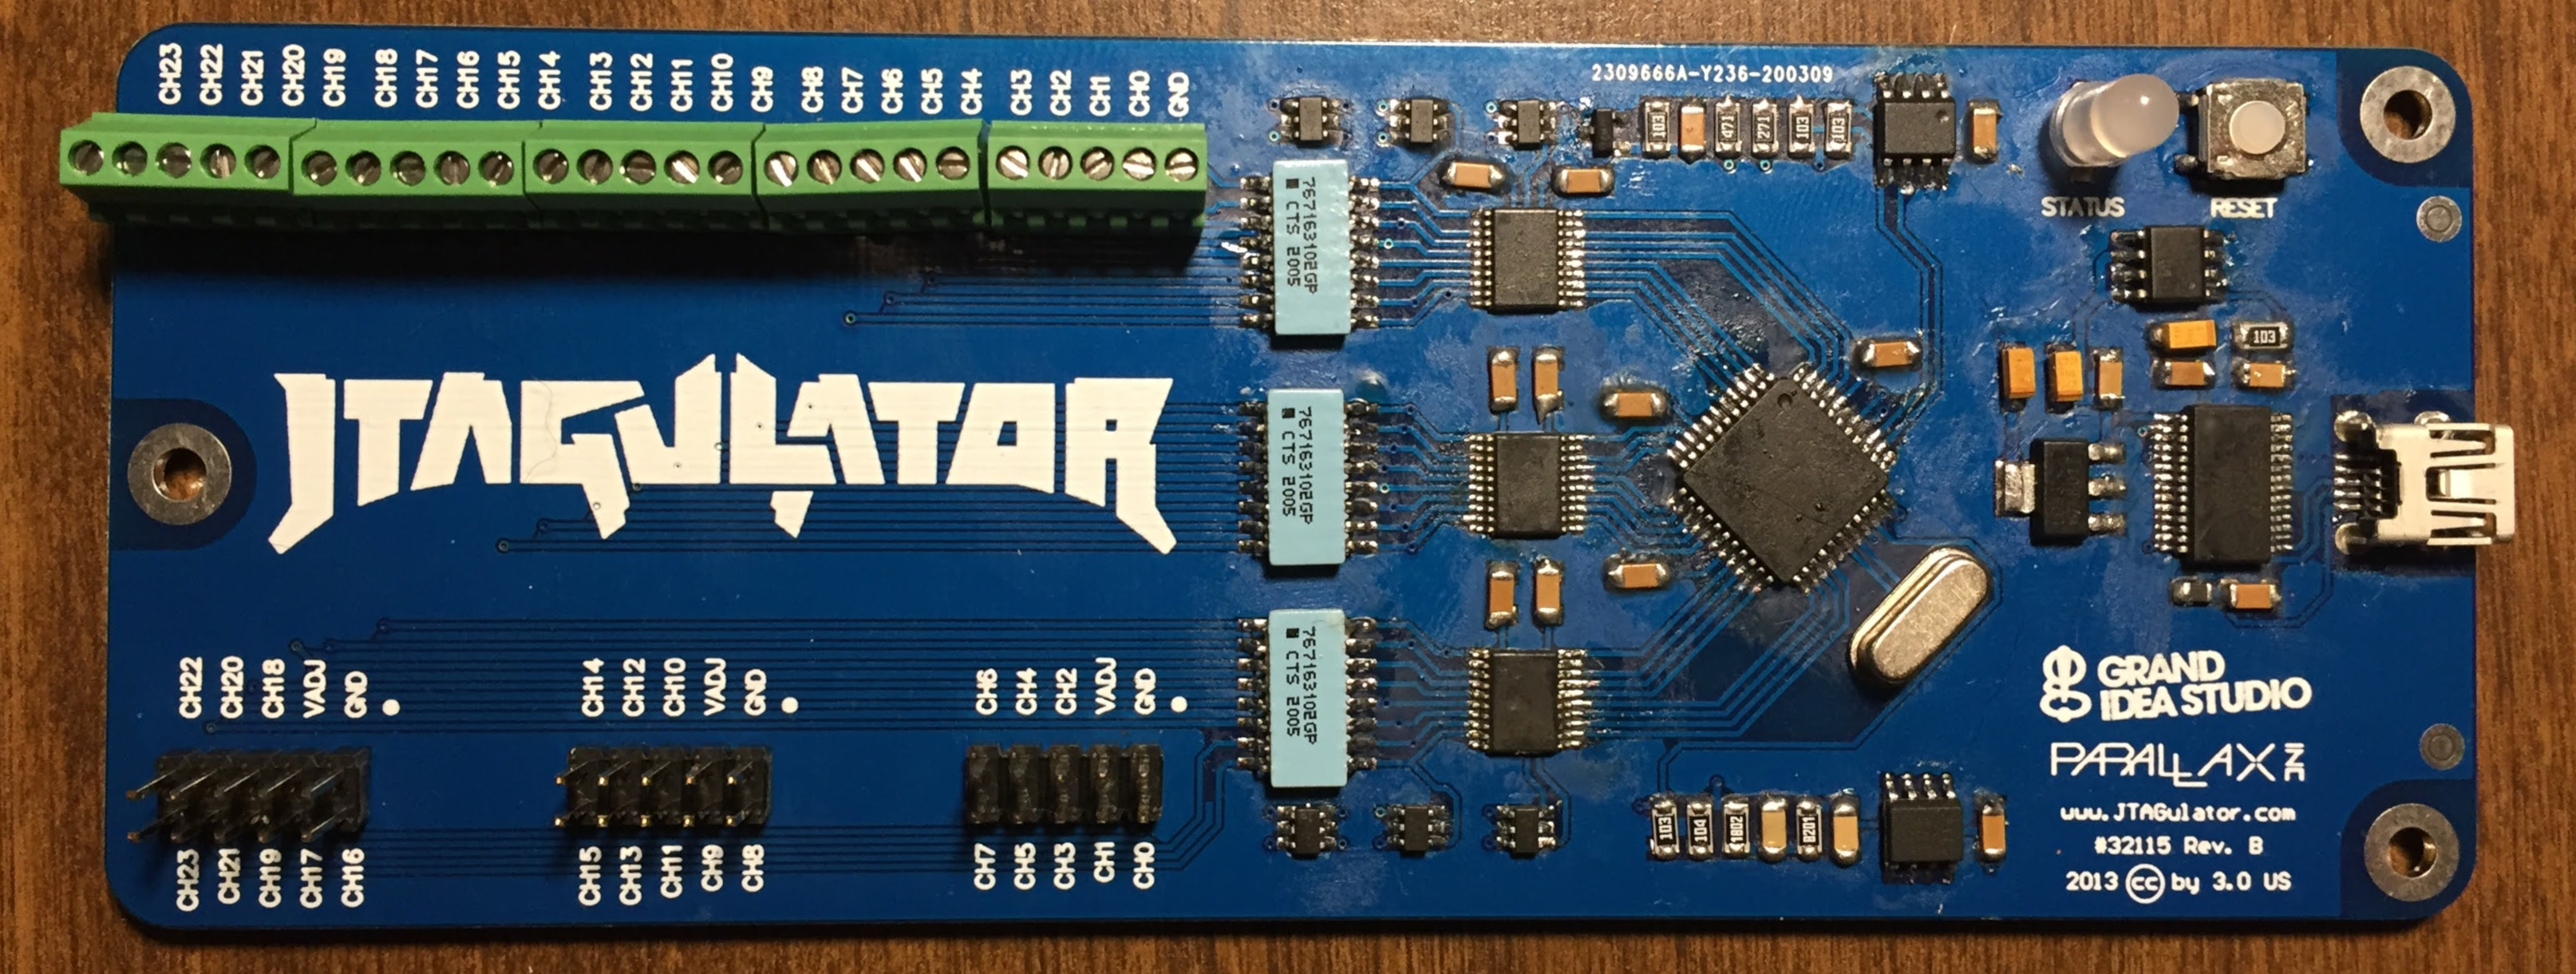 2013 cc by 3.0 US
#32115 Rev. B
www.JTAGulator.com
PARALLAX INC
GRAND
IDEA STUDIO
RESET
STATUS
8201
1802
104
103
103
103
103
271
471
103
2309666A-Y236-200309
767163102GP
CTS 2005
767163102GP
CTS 2005
767163102GP
CTS 2005
CH0
CH1
CH3
CH5
CH7
GND
VADJ
CH2
CH4
CH6
CH8
CH9
CH11
CH13
CH15
GND
VADJ
CH10
CH12
CH14
CH16
CH17
CH19
CH21
CH23
GND
VADJ
CH18
CH20
CH22
JTAGULATOR
GND
CH0
CH1
CH2
CH3
CH4
CH5
CH6
CH7
CH8
CH9
CH10
CH11
CH12
CH13
CH14
CH15
CH16
CH17
CH18
CH19
CH20
CH21
CH22
CH23